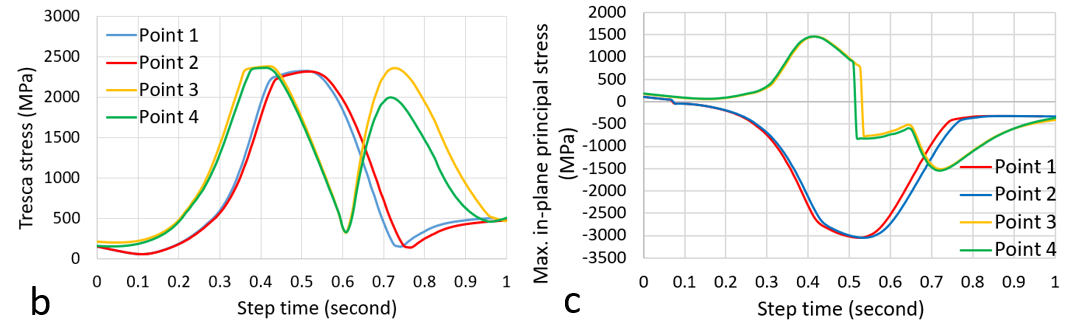 3000
2500
2000
1500
1000
500
0
Tresca stress (MPa)
Point 1
Point 2
Point 3
Point 4
0 0.1 0.2 0.3 0.4 0.5 0.6 0.7 0.8 0.9 1
Step time (second)
b
2000
1500
1000
500
0
-500
-1000
-1500
-2000
-2500
-3000
-3500
Max. in-plane principal stress
(MPa)
Point 1
Point 2
Point 3
Point 4
0 0.1 0.2 0.3 0.4 0.5 0.6 0.7 0.8 0.9 1
Step time (second)
c